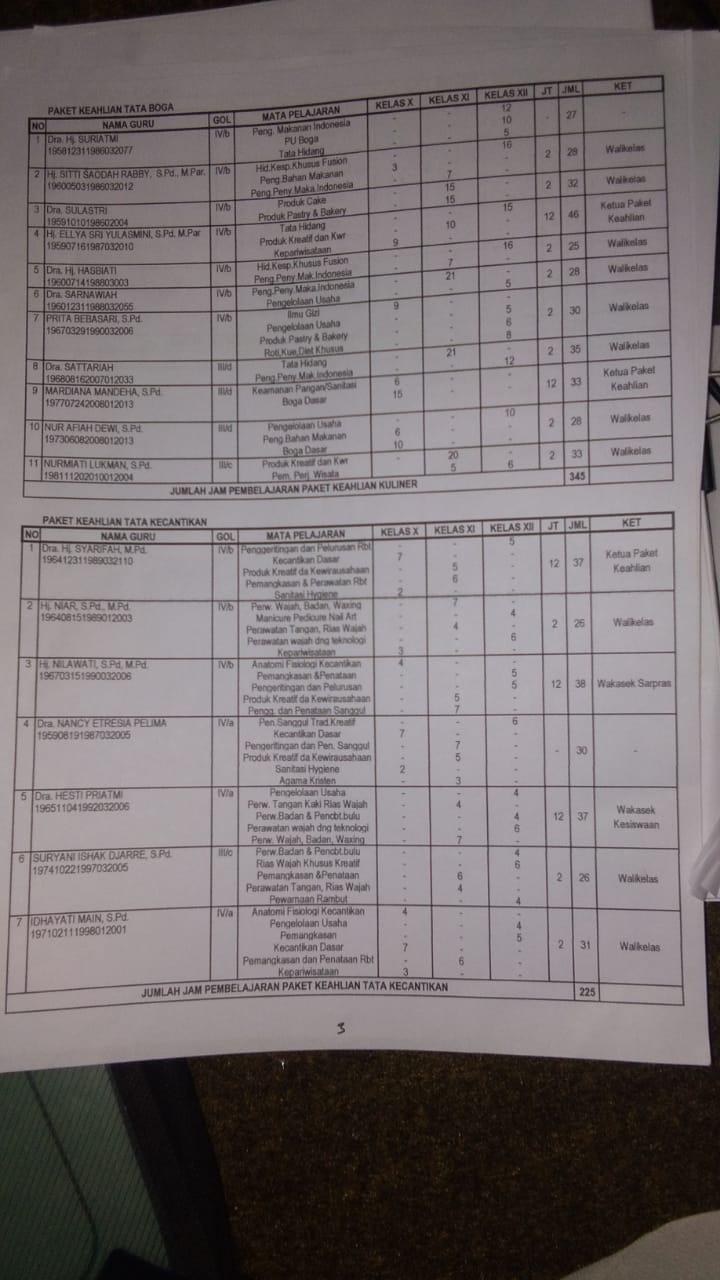 PAKET KEAHLIAN TATA BOGA
NO NAMA GURU GOL MATA PELAJARAN KELAS X KELAS XI KELAS XII JT JML KET
1 Dra. Hj. SURIATMI IV/b Peng. Makanan Indonesia - - 12 - 27 -
195812311986032077 PU Boga - - 10
Tata Hidang - - 5
2 Hj. SITTI SAODAH RABBY, S.Pd., M.Par. IV/b Hid.Kesp.Khusus Fusion - - 16 2 28 Walikelas
196005031986032012 Peng.Bahan Makanan 3 - -
Peng.Peny.Maka.Indonesia - 7 -
3 Dra. SULASTRI IV/b Produk Cake - 15 - 2 32 Walikelas
19591010198602004 Produk Pastry & Bakery - 15 -
4 Hj. ELLYA SRI YULASMINI, S.Pd. M.Par IV/b Tata Hidang - - 15 12 46 Ketua Paket
195907161987032010 Produk Kreatif dan Kwr - 10 - Keahlian
Kepariwisataan 9 - -
5 Dra. Hj. HASBIATI IV/b Hid.Kesp.Khusus Fusion - - 16 2 25 Walikelas
19600714198803003 Peng.Peny.Mak.Indonesia - 7 -
6 Dra. SARNAWIAH IV/b Peng.Peny.Maka.Indonesia - 21 - 2 28 Walikelas
196012311988032055 Pengelolaan Usaha - - 5
7 PRITA BEBASARI, S.Pd. IV/b Ilmu Gizi 9 - - 2 30 Walikelas
196703291990032006 Pengelolaan Usaha - - 5
Produk Pastry & Bakery - - 6
Roti,Kue,Diet Khusus - - 8
8 Dra. SATTARIAH III/d Tata Hidang - 21 - 2 35 Walikelas
196808162007012033 Peng.Peny.Mak.Indonesia - - 12
9 MARDIANA MANDEHA, S.Pd. III/d Keamanan Pangan/Sanitasi 6 - - 12 33 Ketua Paket
197707242008012013 Boga Dasar 15 - - Keahlian
10 NUR AFIAH DEWI, S.Pd. III/d Pengelolaan Usaha - - 10 2 28 Walikelas
197306082008012013 Peng.Bahan Makanan 6 - -
Boga Dasar 10 - -
11 NURMIATI LUKMAN, S.Pd. III/c Produk Kreatif dan Kwr - 20 - 2 33 Walikelas
198111202010012004 Pem. Perj. Wisata - 5 6
JUMLAH JAM PEMBELAJARAN PAKET KEAHLIAN KULINER 345
PAKET KEAHLIAN TATA KECANTIKAN
NO NAMA GURU GOL MATA PELAJARAN KELAS X KELAS XI KELAS XII JT JML KET
1 Dra. Hj. SYARIFAH, M.Pd. IV/b Penggeritingan dan Pelurusan Rbt - - 5 12 37 Ketua Paket
196412311989032110 Kecantikan Dasar 7 - - Keahlian
Produk Kreatif da Kewirausahaan - 5 -
Pemangkasan & Perawatan Rbt - 6 -
Sanitasi Hygiene 2 - -
2 Hj. NIAR, S.Pd., M.Pd. IV/b Perw. Wajah, Badan, Waxing - 7 - 2 26 Walikelas
196408151989012003 Manicure Pedicure Nail Art - - 4
Perawatan Tangan, Rias Wajah - 4 -
Perawatan wajah dng teknologi - - 6
Kepariwisataan 3 - -
3 Hj. NILAWATI, S.Pd, M.Pd. IV/b Anatomi Fisiologi Kecantikan 4 - - 12 38 Wakasek Sarpras
196703151990032006 Pemangkasan &Penataan - - 5
Pengeritingan dan Pelurusan - - 5
Produk Kreatif da Kewirausahaan - 5 -
Pengg. dan Penataan Sanggul - 7 -
4 Dra. NANCY ETRESIA PELIMA IV/a Pen.Sanggul Trad.Kreatif - - 6 - 30 -
195908191987032005 Kecantikan Dasar 7 - -
Pengeritingan dan Pen. Sanggul - 7 -
Produk Kreatif da Kewirausahaan - 5 -
Sanitasi Hygiene 2 - -
Agama Kristen - 3 -
5 Dra. HESTI PRIATMI IV/a Pengelolaan Usaha - - 4 12 37 Wakasek
196511041992032006 Perw. Tangan Kaki Rias Wajah - 4 - Kesiswaan
Perw.Badan & Pencbt.bulu - - 4
Perawatan wajah dng teknologi - - 6
Perw. Wajah, Badan, Waxing - 7 -
6 SURYANI ISHAK DJARRE, S.Pd. III/c Perw.Badan & Pencbt.bulu - - 4 2 26 Walikelas
197410221997032005 Rias Wajah Khusus Kreatif - - 6
Pemangkasan &Penataan - 6 -
Perawatan Tangan, Rias Wajah - 4 -
Pewarnaan Rambut - - 4
7 IDHAYATI MAIN, S.Pd. IV/a Anatomi Fisiologi Kecantikan 4 - - 2 31 Walikelas
197102111998012001 Pengelolaan Usaha - - 4
Pemangkasan - - 5
Kecantikan Dasar 7 - -
Pemangkasan dan Penataan Rbt - 6 -
Kepariwisataan 3 - -
JUMLAH JAM PEMBELAJARAN PAKET KEAHLIAN TATA KECANTIKAN 225
3